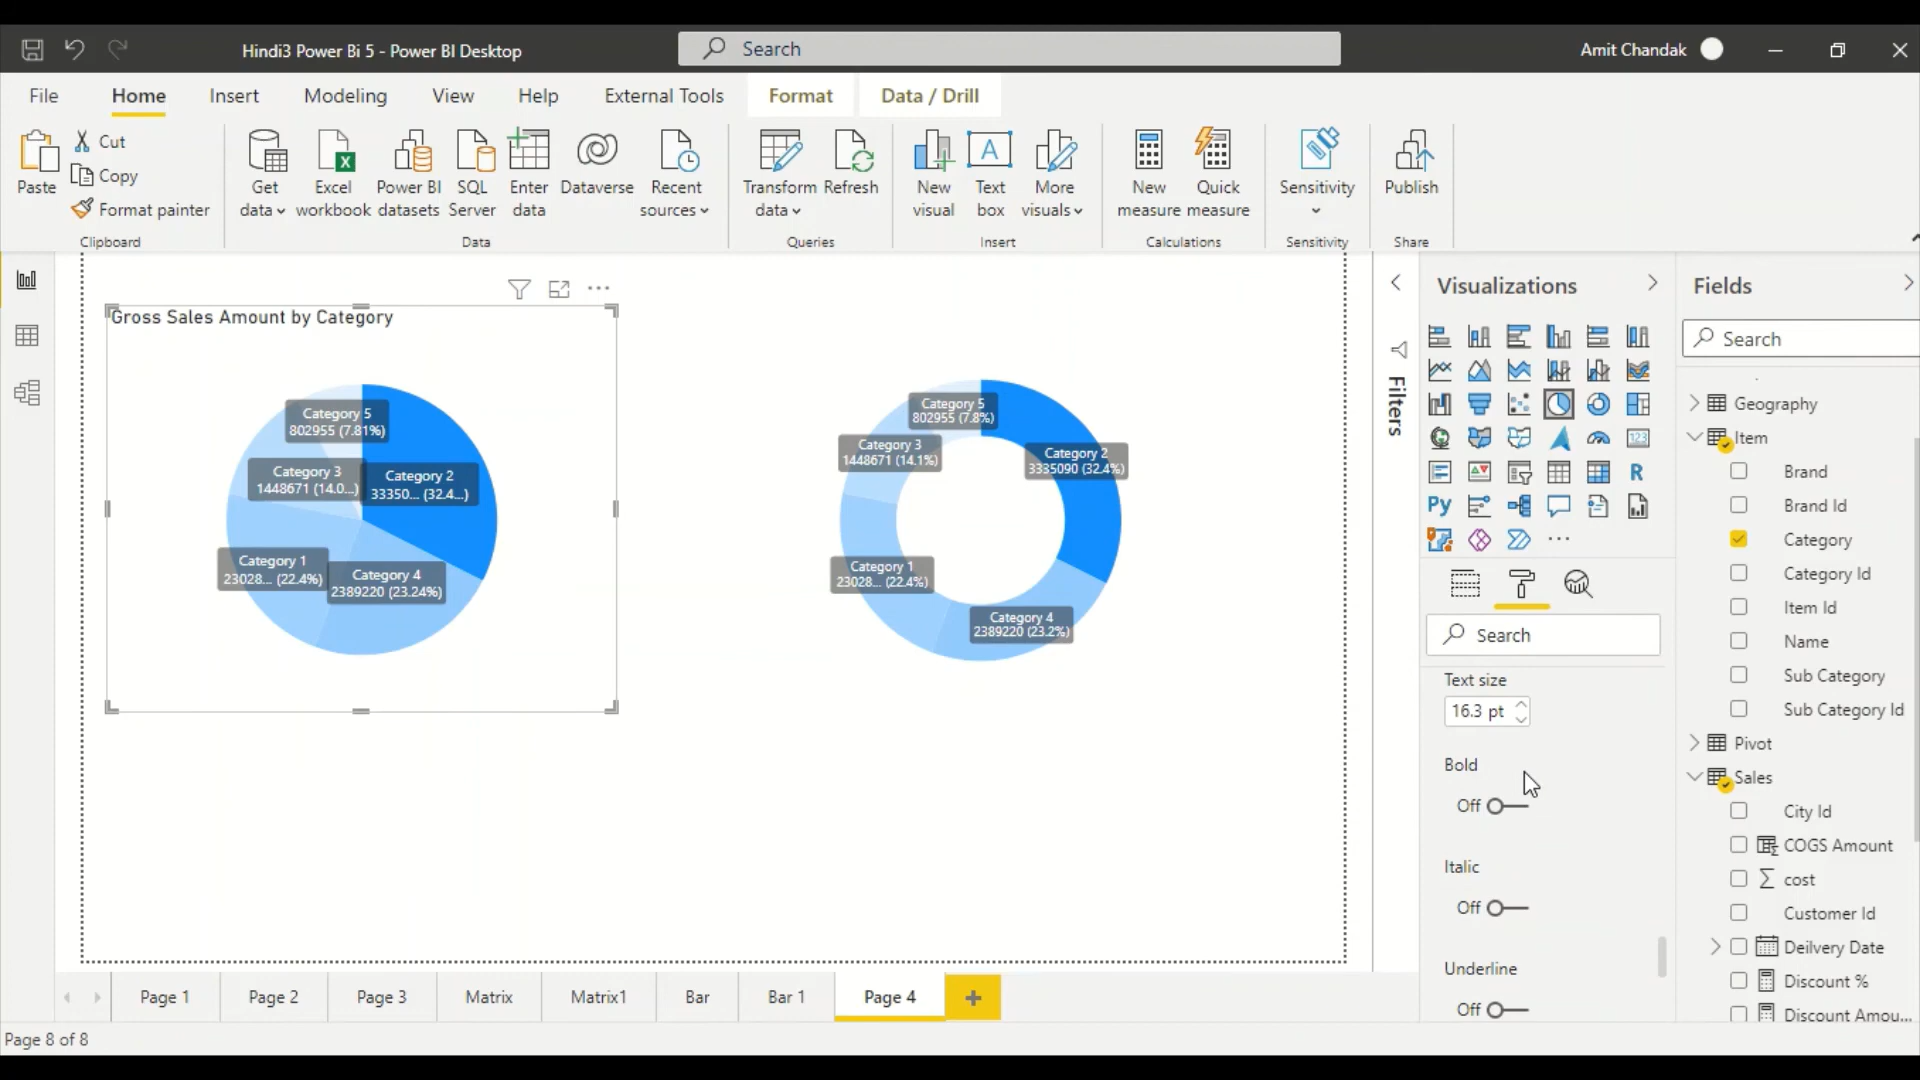 Hindi3 Power Bi 5 - Power BI Desktop
Search
Amit Chandak
File
Home
Insert
Modeling
View
Help
External Tools
Format
Data / Drill
Paste
Cut
Copy
Format painter
Clipboard
Get
data
Excel
workbook
Power BI
datasets
SQL
Server
Enter
data
Dataverse
Recent
sources
Data
Transform
data
Refresh
Queries
New
visual
A
Text
box
More
visuals
Insert
New
measure
Quick
measure
Calculations
Sensitivity
Sensitivity
Publish
Share
Gross Sales Amount by Category
Category 5
802955 (7.81%)
Category 3
1448671 (14.0...)
Category 2
33350... (32.4...)
Category 1
23028... (22.4%)
Category 4
2389220 (23.24%)
Category 5
802955 (7.8%)
Category 3
1448671 (14.1%)
Category 2
3335090 (32.4%)
Category 1
23028... (22.4%)
Category 4
2389220 (23.2%)
Filters
Visualizations
123
R
Py
Search
Text size
16.3 pt
Bold
Off
Italic
Off
Underline
Off
Fields
Search
Geography
Item
Brand
Brand Id
Category
Category Id
Item Id
Name
Sub Category
Sub Category Id
Pivot
Sales
City Id
COGS Amount
cost
Customer Id
Deilvery Date
Discount %
Discount Amou...
Page 1
Page 2
Page 3
Matrix
Matrix1
Bar
Bar 1
Page 4
+
Page 8 of 8